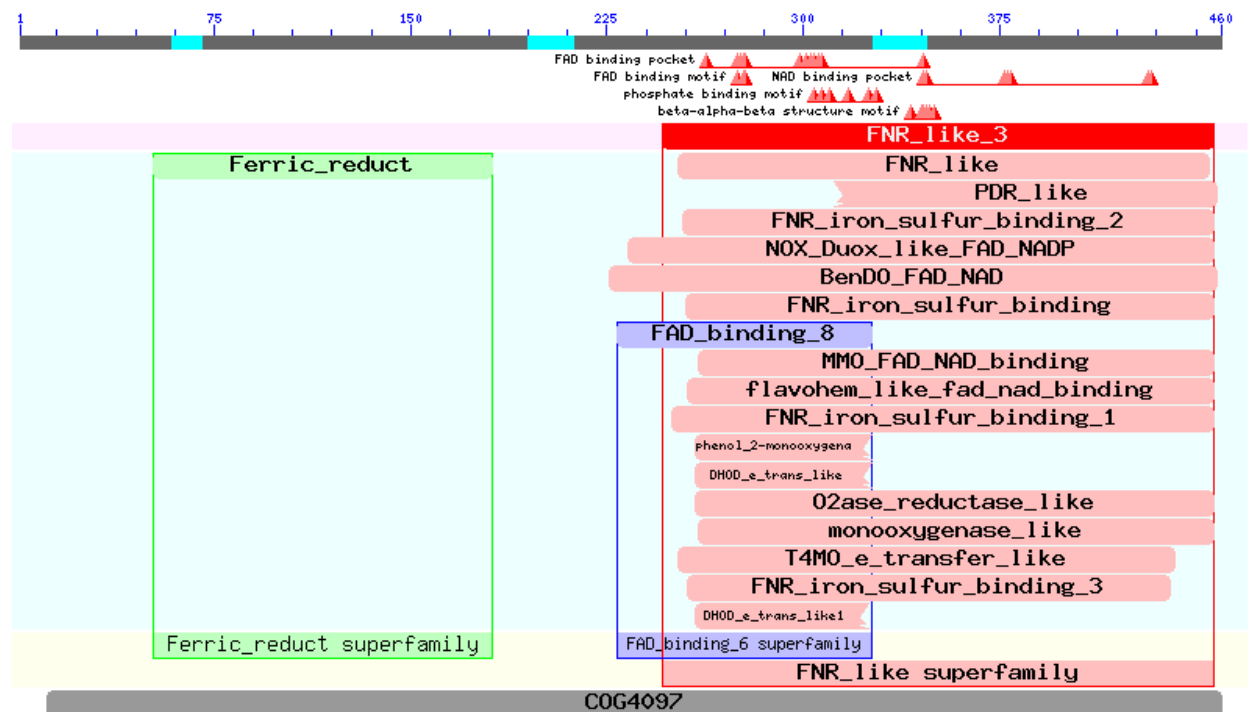 1 75 150 225 300 375 460
FAD binding pocket
FAD binding motif NAD binding pocket
phosphate binding motif
beta-alpha-beta structure motif
FNR_like_3
Ferric_reduct FNR_like
PDR_like
FNR_iron_sulfur_binding_2
NOX_Duox_like_FAD_NADP
BenDO_FAD_NAD
FNR_iron_sulfur_binding
FAD_binding_8
MMO_FAD_NAD_binding
flavohem_like_fad_nad_binding
FNR_iron_sulfur_binding_1
phenol_2-monooxygena
DHOD_e_trans_like
O2ase_reductase_like
monooxygenase_like
T4MO_e_transfer_like
FNR_iron_sulfur_binding_3
DHOD_e_trans_like1
Ferric_reduct superfamily FAD_binding_6 superfamily
FNR_like superfamily
COG4097